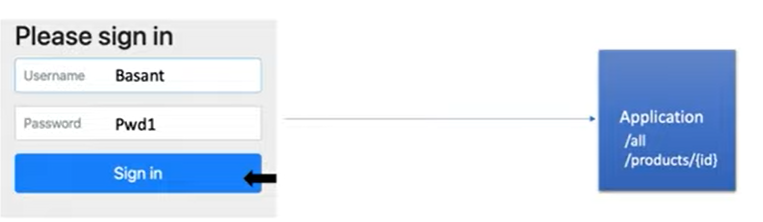 Please sign in
Username Basant
Password Pwd1
Sign in
Application
/all
/products/{id}